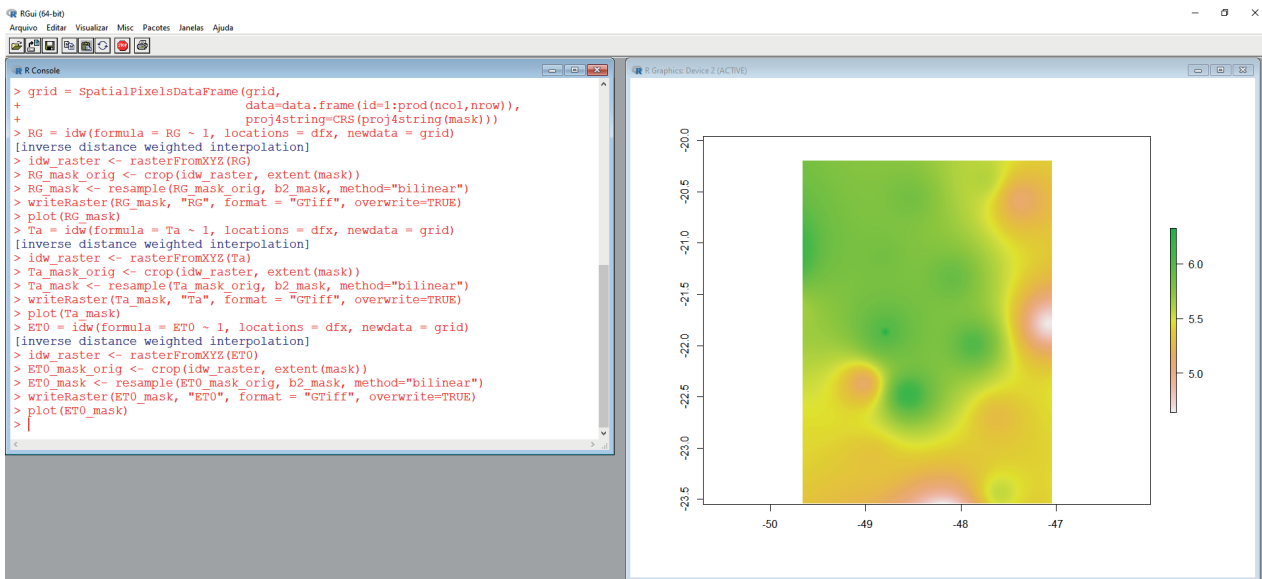 RGui (64-bit)
Arquivo Editar Visualizar Misc Pacotes Janelas Ajuda
STOP
R Console
> grid = SpatialPixelsDataFrame(grid,
+ data=data.frame(id=1:prod(ncol,nrow)),
+ proj4string=CRS(proj4string(mask)))
> RG = idw(formula = RG ~ 1, locations = dfx, newdata = grid)
[inverse distance weighted interpolation]
> idw_raster <- rasterFromXYZ(RG)
> RG_mask_orig <- crop(idw_raster, extent(mask))
> RG_mask <- resample(RG_mask_orig, b2_mask, method="bilinear")
> writeRaster(RG_mask, "RG", format = "GTiff", overwrite=TRUE)
> plot(RG_mask)
> Ta = idw(formula = Ta ~ 1, locations = dfx, newdata = grid)
[inverse distance weighted interpolation]
> idw_raster <- rasterFromXYZ(Ta)
> Ta_mask_orig <- crop(idw_raster, extent(mask))
> Ta_mask <- resample(Ta_mask_orig, b2_mask, method="bilinear")
> writeRaster(Ta_mask, "Ta", format = "GTiff", overwrite=TRUE)
> plot(Ta_mask)
> ET0 = idw(formula = ET0 ~ 1, locations = dfx, newdata = grid)
[inverse distance weighted interpolation]
> idw_raster <- rasterFromXYZ(ET0)
> ET0_mask_orig <- crop(idw_raster, extent(mask))
> ET0_mask <- resample(ET0_mask_orig, b2_mask, method="bilinear")
> writeRaster(ET0_mask, "ET0", format = "GTiff", overwrite=TRUE)
> plot(ET0_mask)
>
R Graphics: Device 2 (ACTIVE)
-20.0
-20.5
-21.0
-21.5
-22.0
-22.5
-23.0
-23.5
-50
-49
-48
-47
6.0
5.5
5.0